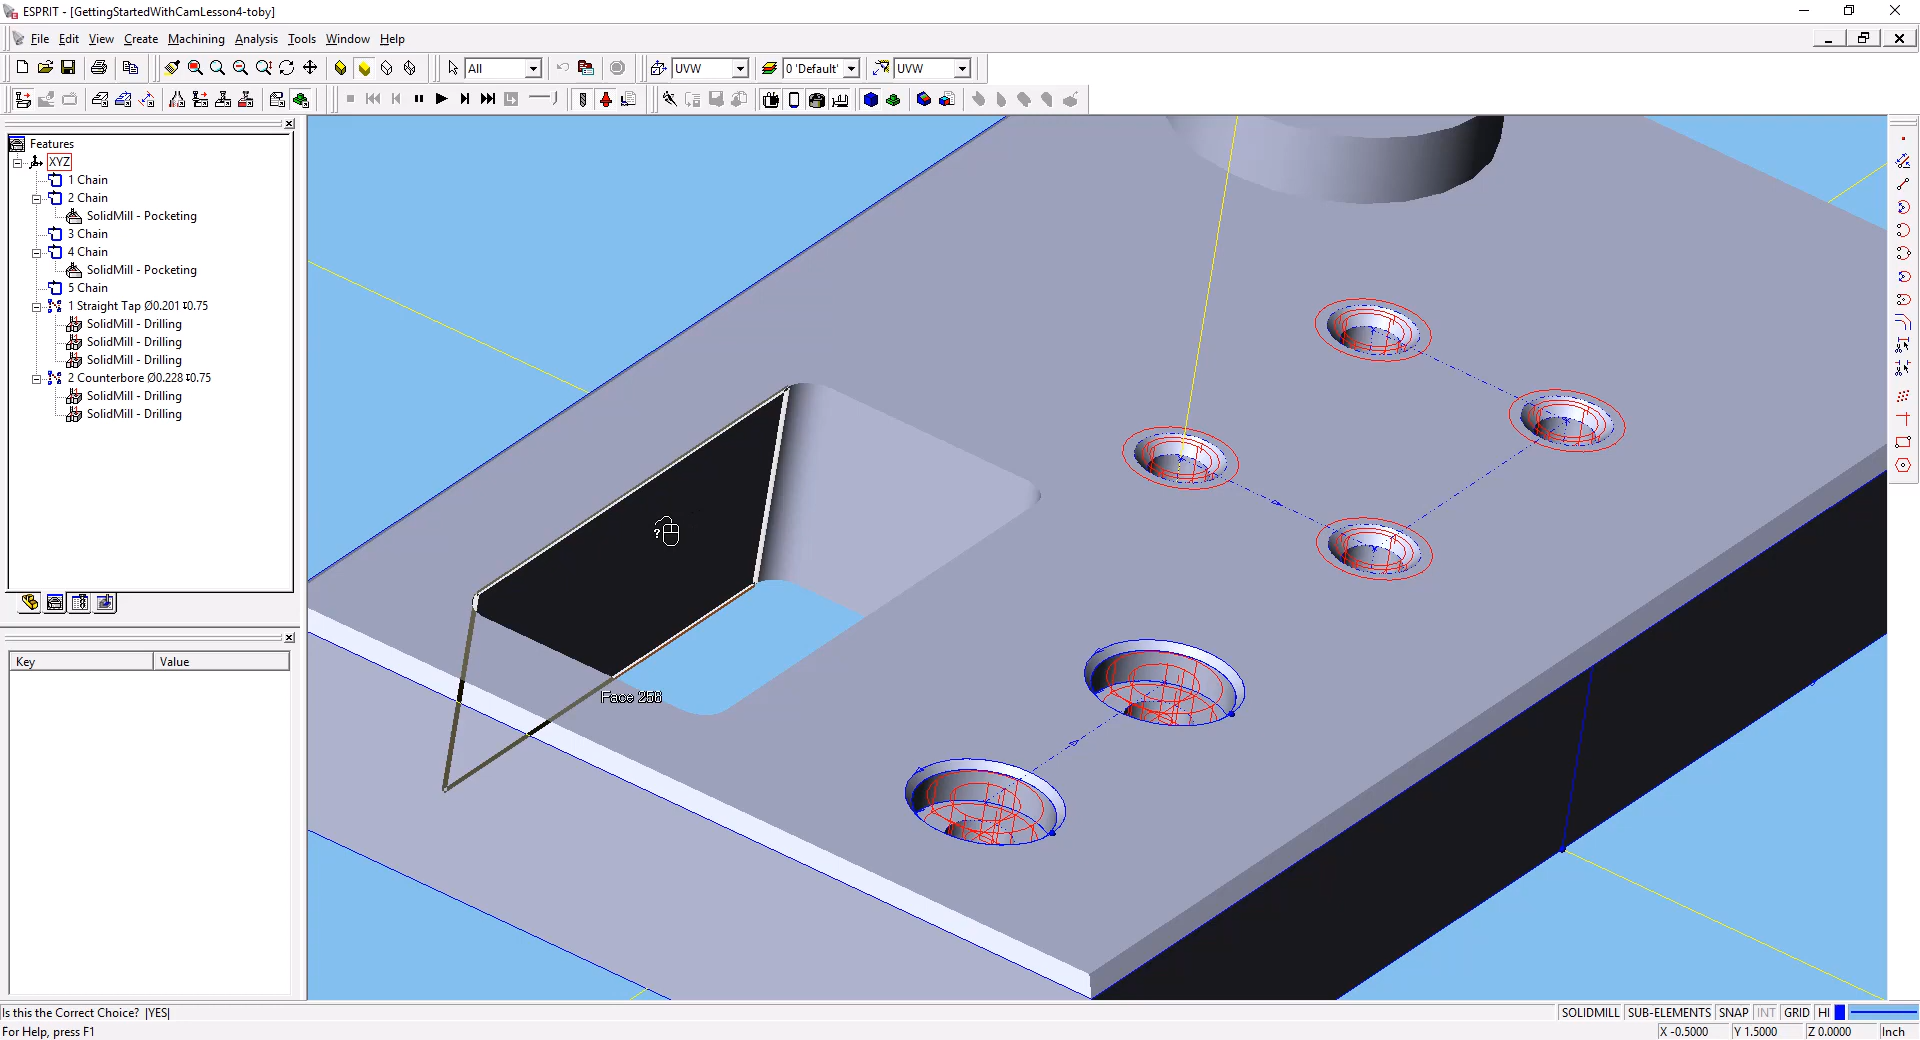 ESPRIT - [GettingStartedWithCamLesson4-toby]
File Edit View Create Machining Analysis Tools Window Help
All UVW 0 'Default' UVW
Features
XYZ
1 Chain
2 Chain
SolidMill - Pocketing
3 Chain
4 Chain
SolidMill - Pocketing
5 Chain
1 Straight Tap Ø0.201 ↧0.75
SolidMill - Drilling
SolidMill - Drilling
SolidMill - Drilling
2 Counterbore Ø0.228 ↧0.75
SolidMill - Drilling
SolidMill - Drilling
Key Value
?
Face 256
Is this the Correct Choice? |YES|
SOLIDMILL SUB-ELEMENTS SNAP INT GRID HI
For Help, press F1
X -0.5000 Y 1.5000 Z 0.0000 Inch